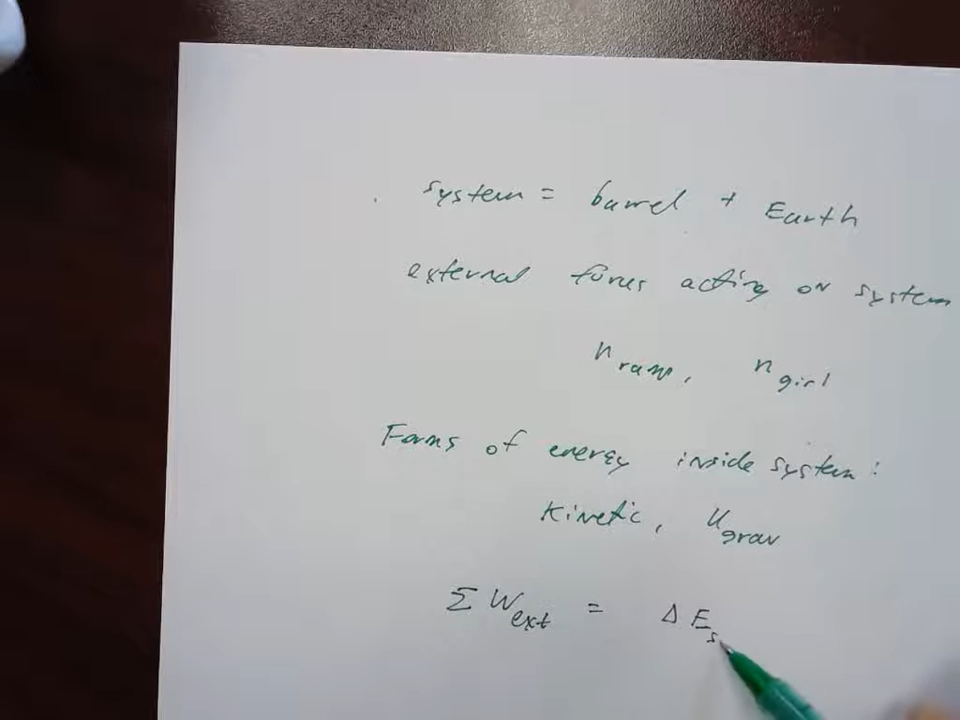 system = barrel + Earth
external forces acting on system
n ramp, n girl
Forms of energy inside system:
Kinetic, U grav
Σ W ext = Δ E s